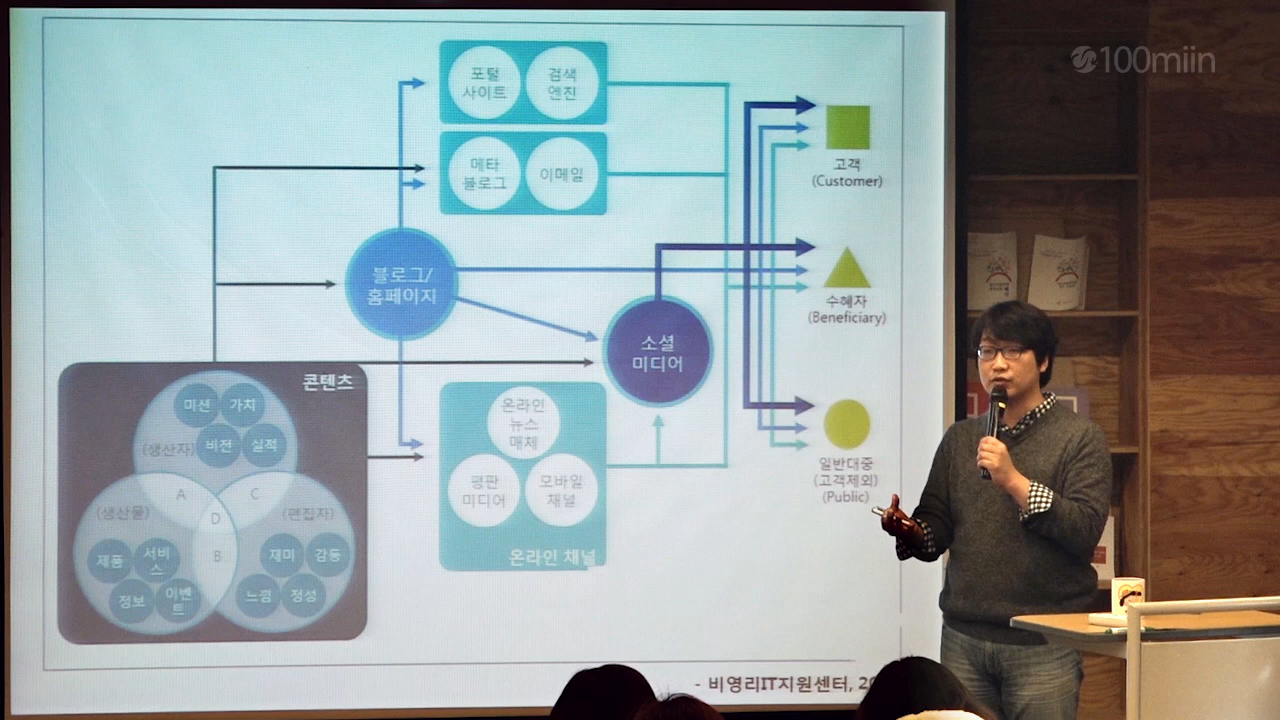 100miin
포털
사이트
검색
엔진
메타
블로그
이메일
고객
(Customer)
블로그/
홈페이지
수혜자
(Beneficiary)
소셜
미디어
콘텐츠
미션
가치
(생산자)
비전
실적
A
C
D
B
(생산물)
(편집자)
제품
서비
스
정보
이벤
트
재미
감동
느낌
정성
온라인
뉴스
매체
평판
미디어
모바일
채널
온라인 채널
일반대중
(고객제외)
(Public)
- 비영리IT지원센터,